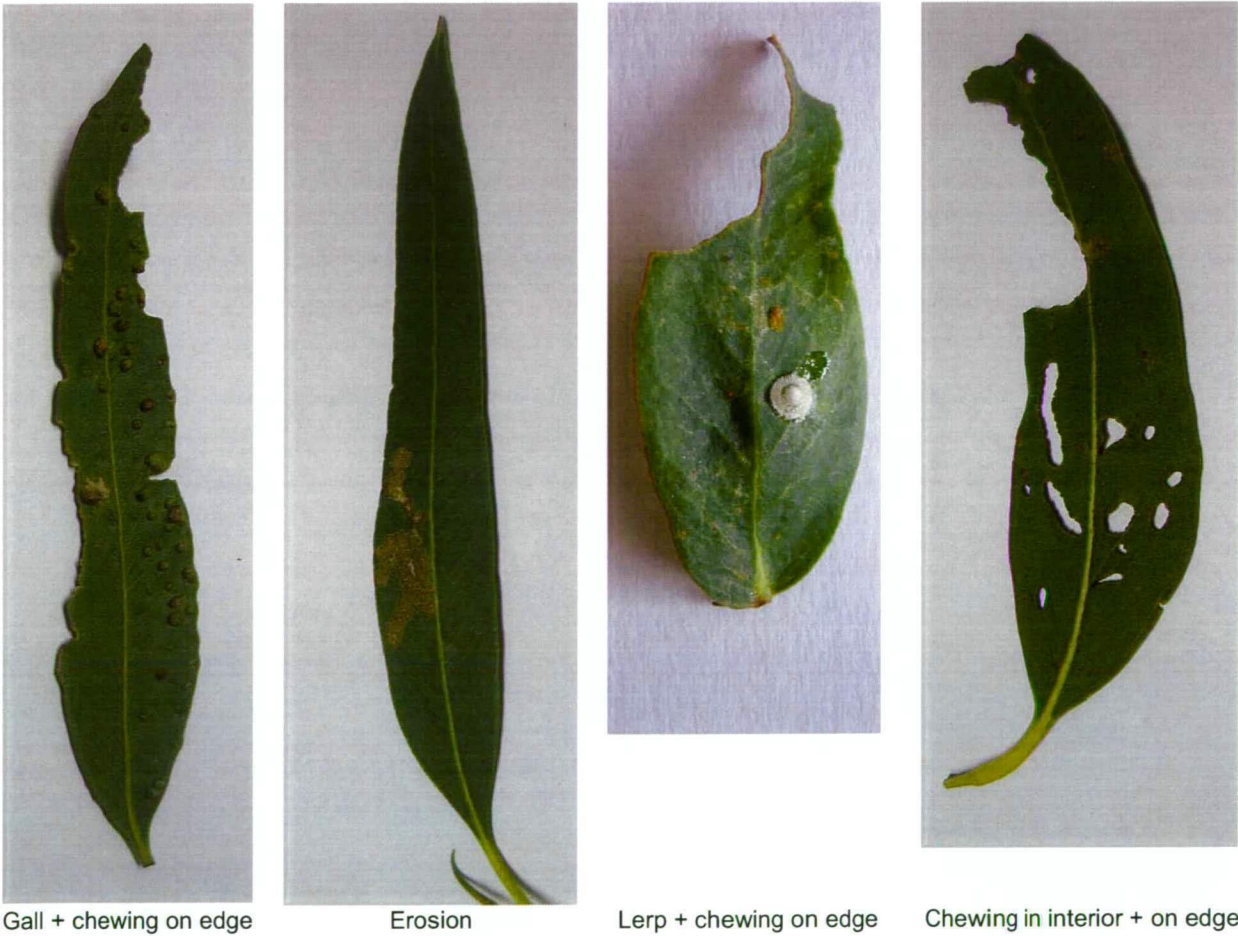 Gall + chewing on edge
Erosion
Lerp + chewing on edge
Chewing in interior + on edge